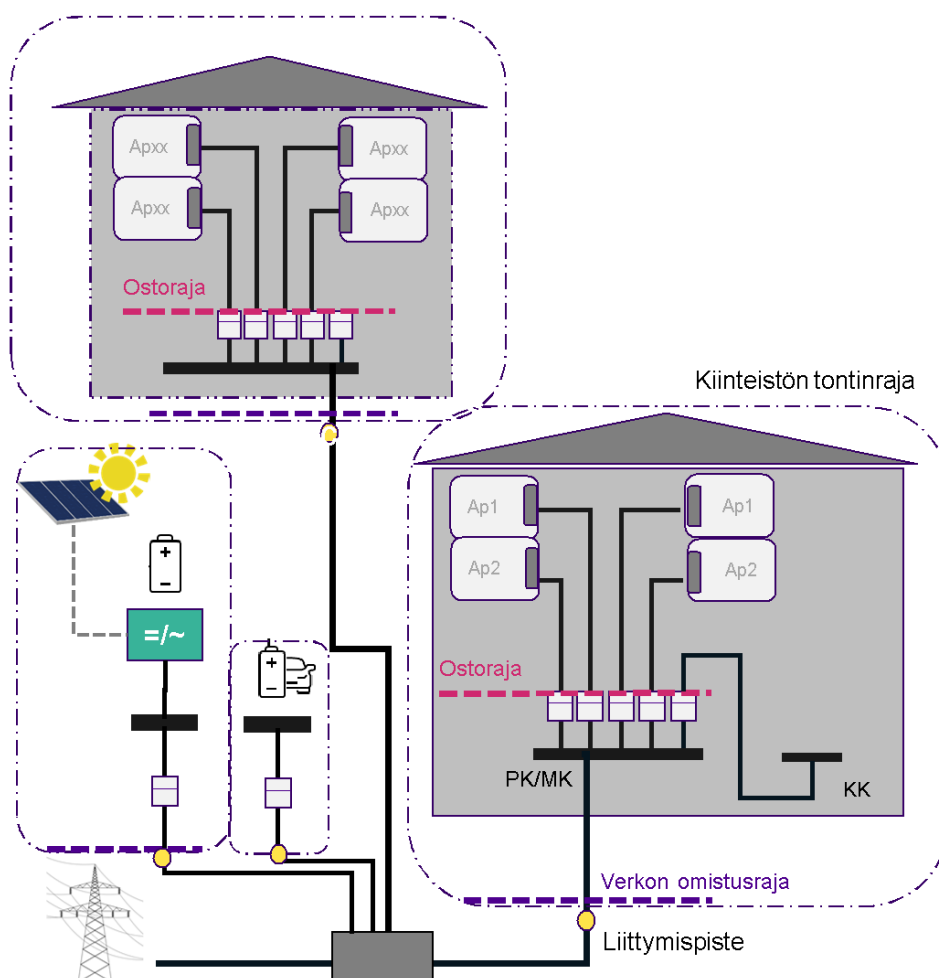 Apxx
Apxx
Apxx
Apxx
Ostoraja
Kiinteistön tontinraja
Ap1
Ap1
Ap2
Ap2
=/~
+
-
+
-
Ostoraja
PK/MK
KK
Verkon omistusraja
Liittymispiste